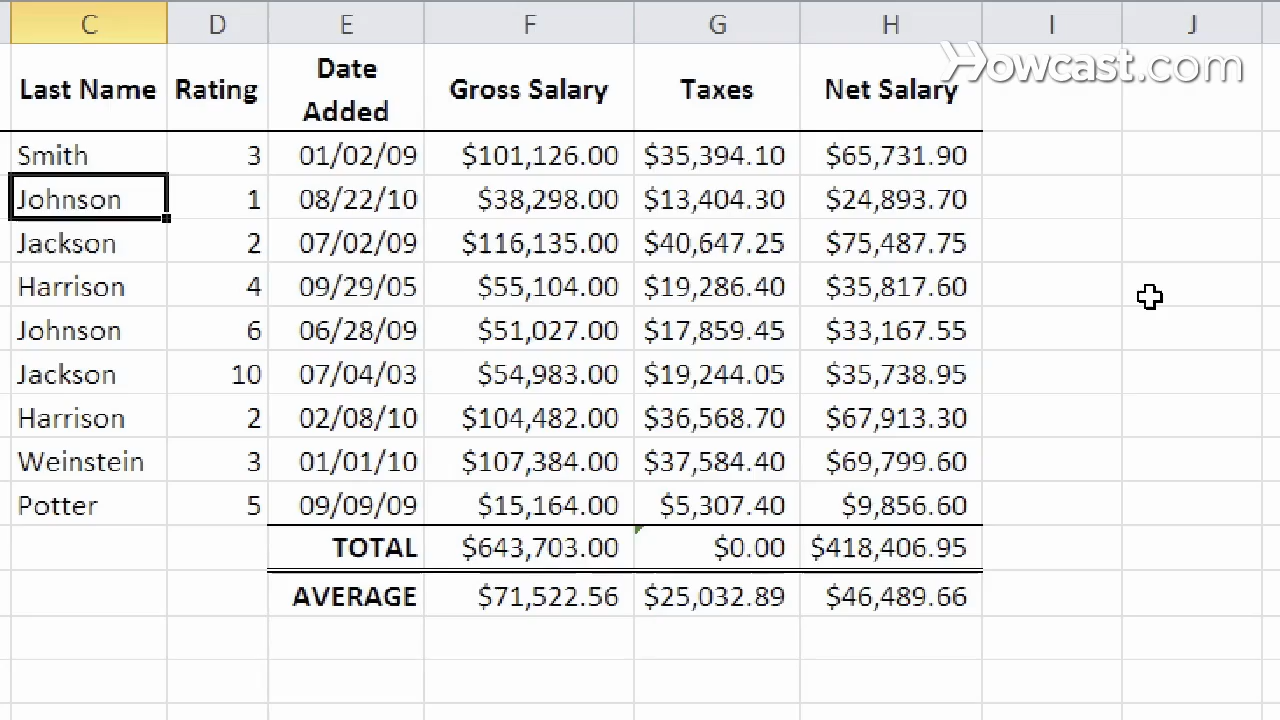 C D E F G H I J
Howcast.com
Last Name Rating Date Added Gross Salary Taxes Net Salary
Smith 3 01/02/09 $101,126.00 $35,394.10 $65,731.90
Johnson 1 08/22/10 $38,298.00 $13,404.30 $24,893.70
Jackson 2 07/02/09 $116,135.00 $40,647.25 $75,487.75
Harrison 4 09/29/05 $55,104.00 $19,286.40 $35,817.60
Johnson 6 06/28/09 $51,027.00 $17,859.45 $33,167.55
Jackson 10 07/04/03 $54,983.00 $19,244.05 $35,738.95
Harrison 2 02/08/10 $104,482.00 $36,568.70 $67,913.30
Weinstein 3 01/01/10 $107,384.00 $37,584.40 $69,799.60
Potter 5 09/09/09 $15,164.00 $5,307.40 $9,856.60
TOTAL $643,703.00 $0.00 $418,406.95
AVERAGE $71,522.56 $25,032.89 $46,489.66